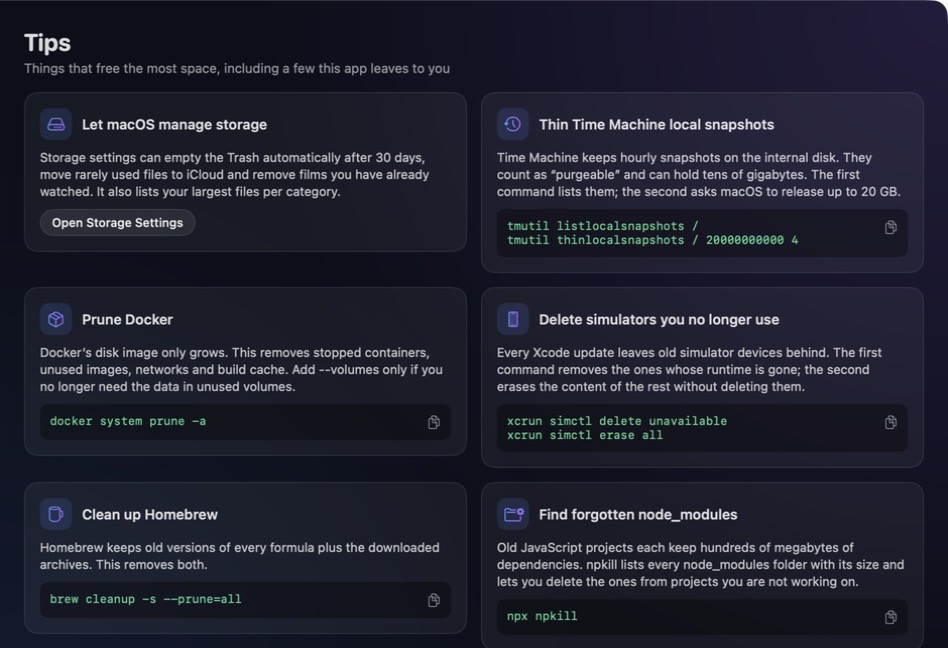 Tips
Things that free the most space, including a few this app leaves to you
Let macOS manage storage
Storage settings can empty the Trash automatically after 30 days,
move rarely used files to iCloud and remove films you have already
watched. It also lists your largest files per category.
Open Storage Settings
Thin Time Machine local snapshots
Time Machine keeps hourly snapshots on the internal disk. They
count as “purgeable” and can hold tens of gigabytes. The first
command lists them; the second asks macOS to release up to 20 GB.
tmutil listlocalsnapshots /
tmutil thinlocalsnapshots / 20000000000 4
Prune Docker
Docker’s disk image only grows. This removes stopped containers,
unused images, networks and build cache. Add --volumes only if you
no longer need the data in unused volumes.
docker system prune -a
Delete simulators you no longer use
Every Xcode update leaves old simulator devices behind. The first
command removes the ones whose runtime is gone; the second
erases the content of the rest without deleting them.
xcrun simctl delete unavailable
xcrun simctl erase all
Clean up Homebrew
Homebrew keeps old versions of every formula plus the downloaded
archives. This removes both.
brew cleanup -s --prune=all
Find forgotten node_modules
Old JavaScript projects each keep hundreds of megabytes of
dependencies. npkill lists every node_modules folder with its size and
lets you delete the ones from projects you are not working on.
npx npkill